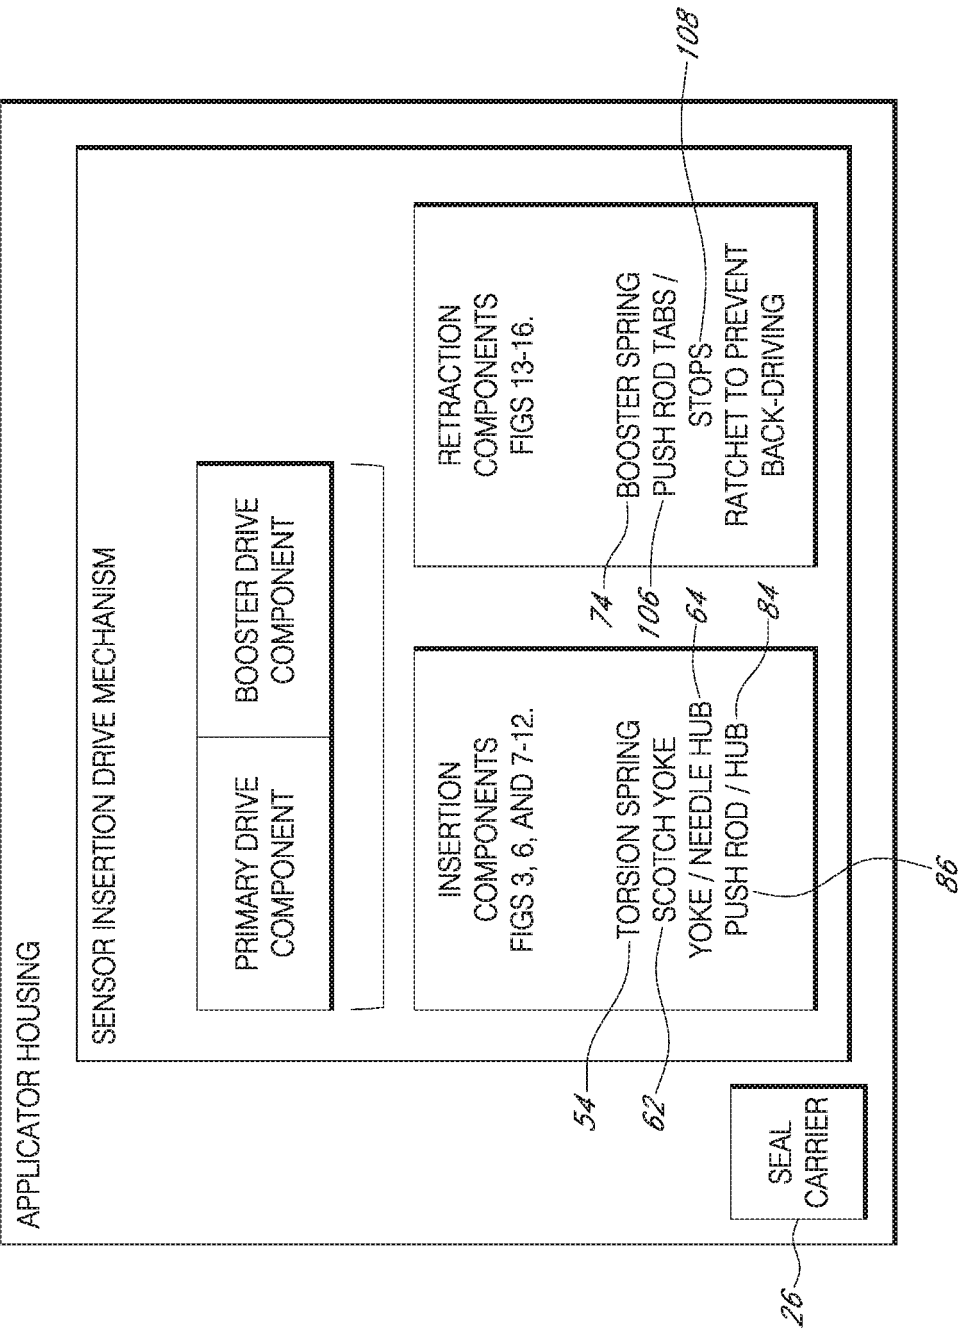 APPLICATOR HOUSING
SENSOR INSERTION DRIVE MECHANISM
PRIMARY DRIVE
COMPONENT
BOOSTER DRIVE
COMPONENT
INSERTION
COMPONENTS
FIGS 3, 6, AND 7-12.
54 TORSION SPRING
62 SCOTCH YOKE
YOKE / NEEDLE HUB 64
PUSH ROD / HUB 84
86
RETRACTION
COMPONENTS
FIGS 13-16.
74 BOOSTER SPRING
106 PUSH ROD TABS /
STOPS 108
RATCHET TO PREVENT
BACK-DRIVING
SEAL
CARRIER
26